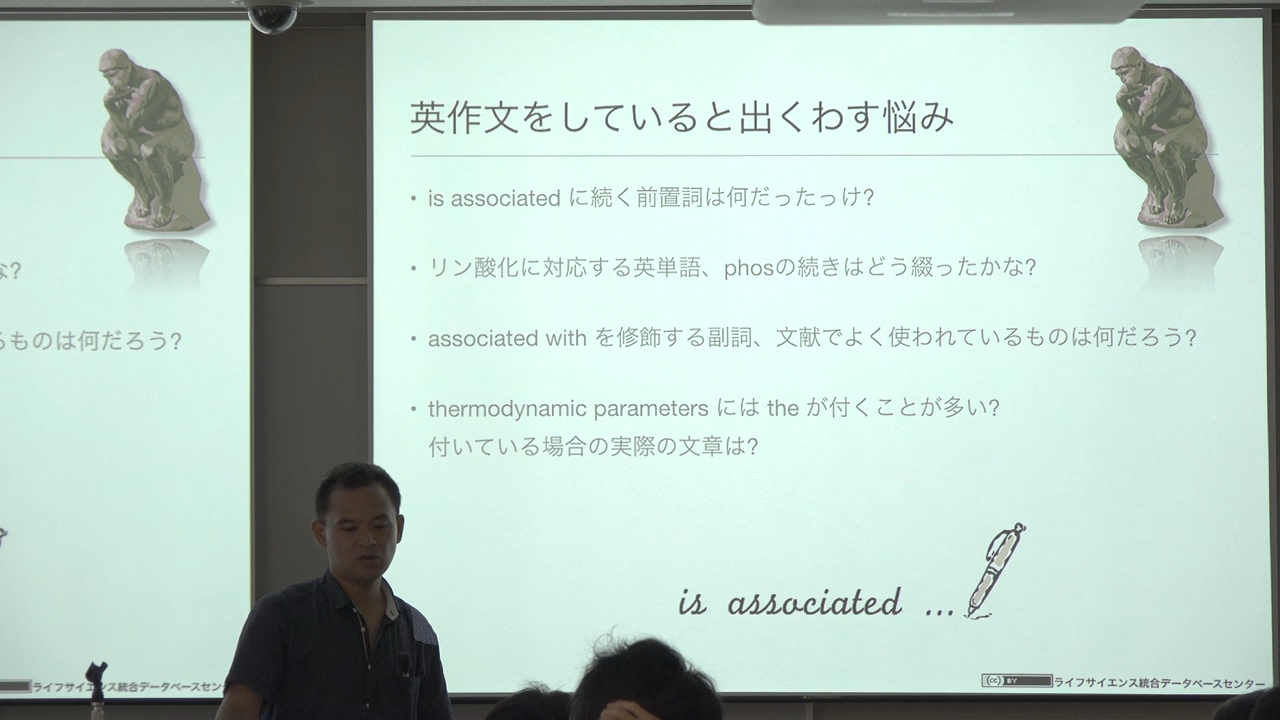 英作文をしていると出くわす悩み
• is associated に続く前置詞は何だったっけ?
• リン酸化に対応する英単語、phosの続きはどう綴ったかな?
• associated with を修飾する副詞、文献でよく使われているものは何だろう?
• thermodynamic parameters には the が付くことが多い?
付いている場合の実際の文章は?
is associated ...
(cc) BY ライフサイエンス統合データベースセンター
な?
るものは何だろう?
ライフサイエンス統合データベースセン